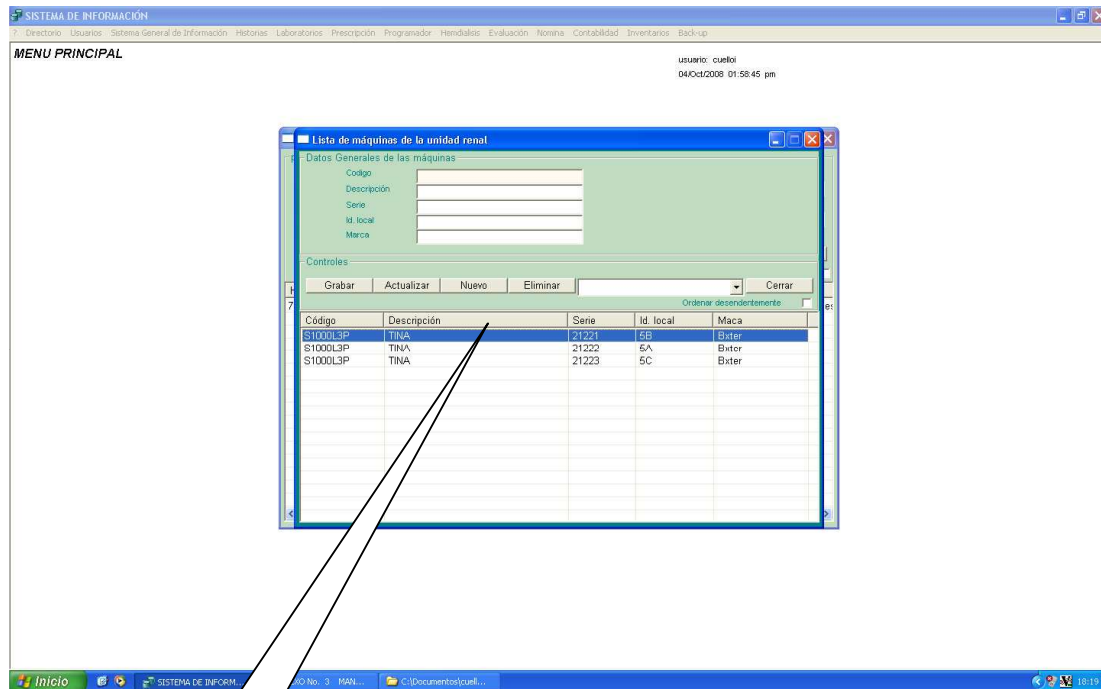 SISTEMA DE INFORMACIÓN
? Directorio Usuarios Sistema General de Información Historias Laboratorios Prescripción Programador Hemdialisis Evaluación Nomina Contabilidad Inventarios Back-up
MENU PRINCIPAL
usuario: cuelloi
04/Oct/2008 01:58:45 pm
Lista de máquinas de la unidad renal
Datos Generales de las máquinas
Codigo
Descripción
Serie
Id. local
Marca
Controles
Grabar Actualizar Nuevo Eliminar Cerrar
Ordenar desendentemente
Código Descripción Serie Id. local Maca
S1000L3P TINA 21221 5B Bxter
S1000L3P TINA 21222 5A Bxter
S1000L3P TINA 21223 5C Bxter
Inicio SISTEMA DE INFORM... XO No. 3 MAN... C:\Documentos\cuell... 18:19